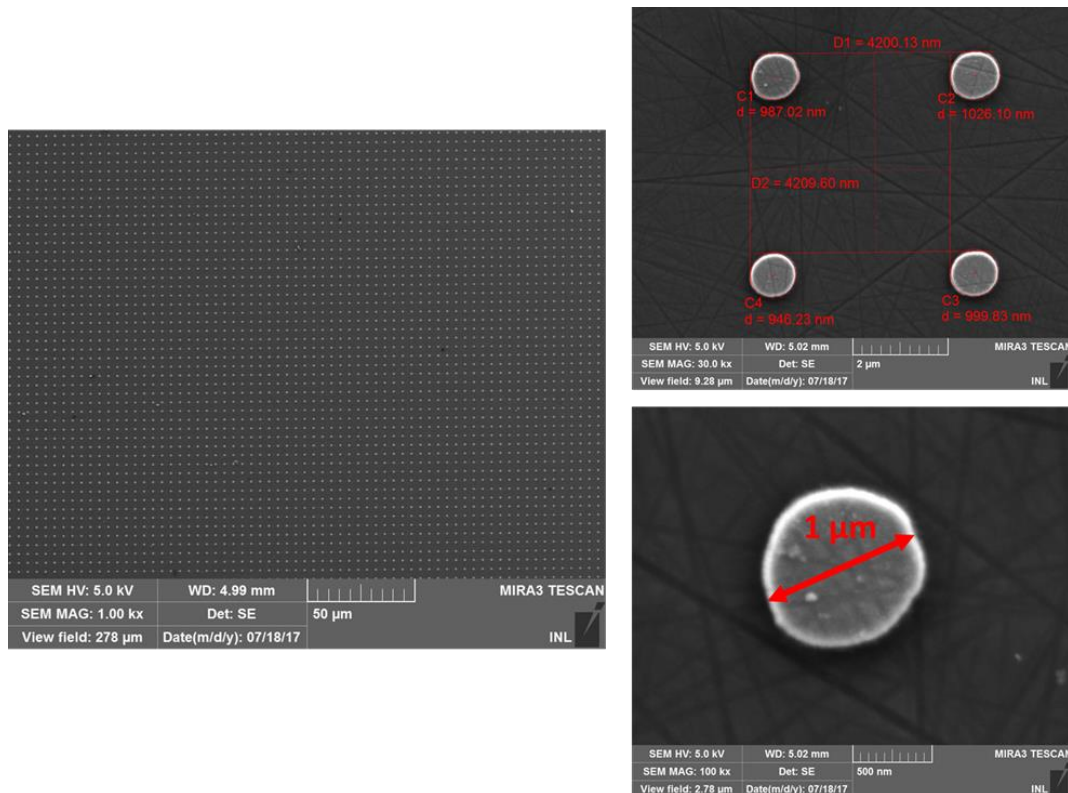 SEM HV: 5.0 kV WD: 4.99 mm MIRA3 TESCAN
SEM MAG: 1.00 kx Det: SE 50 µm
View field: 278 µm Date(m/d/y): 07/18/17 INL
D1 = 4200.13 nm
C1 C2
d = 987.02 nm d = 1026.10 nm
D2 = 4209.60 nm
C4 C3
d = 946.23 nm d = 999.83 nm
SEM HV: 5.0 kV WD: 5.02 mm MIRA3 TESCAN
SEM MAG: 30.0 kx Det: SE 2 µm
View field: 9.28 µm Date(m/d/y): 07/18/17 INL
1 µm
SEM HV: 5.0 kV WD: 5.02 mm MIRA3 TESCAN
SEM MAG: 100 kx Det: SE 500 nm
View field: 2.78 µm Date(m/d/y): 07/18/17 INL